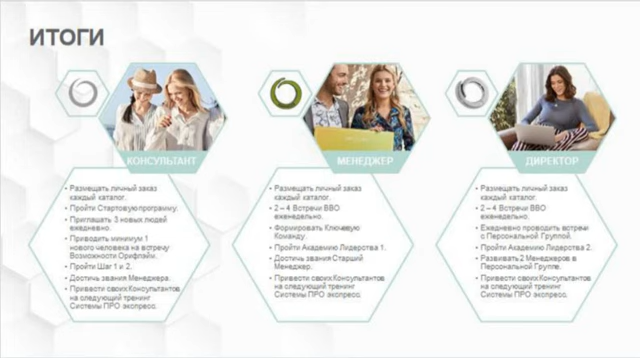 ИТОГИ
КОНСУЛЬТАНТ
• Размещать личный заказ
каждый каталог.
• Пройти Стартовую программу.
• Приглашать 3 новых людей
ежедневно.
• Приводить минимум 1
нового человека на встречу
Возможности Орифлэйм.
• Пройти Шаг 1 и 2.
• Достичь звания Менеджера.
• Привести своих Консультантов
на следующий тренинг
Системы ПРО экспресс.
МЕНЕДЖЕР
• Размещать личный заказ
каждый каталог.
• 2 – 4 Встречи ВВО
еженедельно.
• Формировать Ключевую
Команду.
• Пройти Академию Лидерства 1.
• Достичь звания Старший
Менеджер.
• Привести своих Консультантов
на следующий тренинг
Системы ПРО экспресс.
ДИРЕКТОР
• Размещать личный заказ
каждый каталог.
• 2 – 4 Встречи ВВО
еженедельно.
• Ежедневно проводить встречи
с Персональной Группой.
• Пройти Академию Лидерства 2.
• Развивать 2 Менеджеров в
Персональной Группе.
• Привести своих Консультантов
на следующий тренинг
Системы ПРО экспресс.